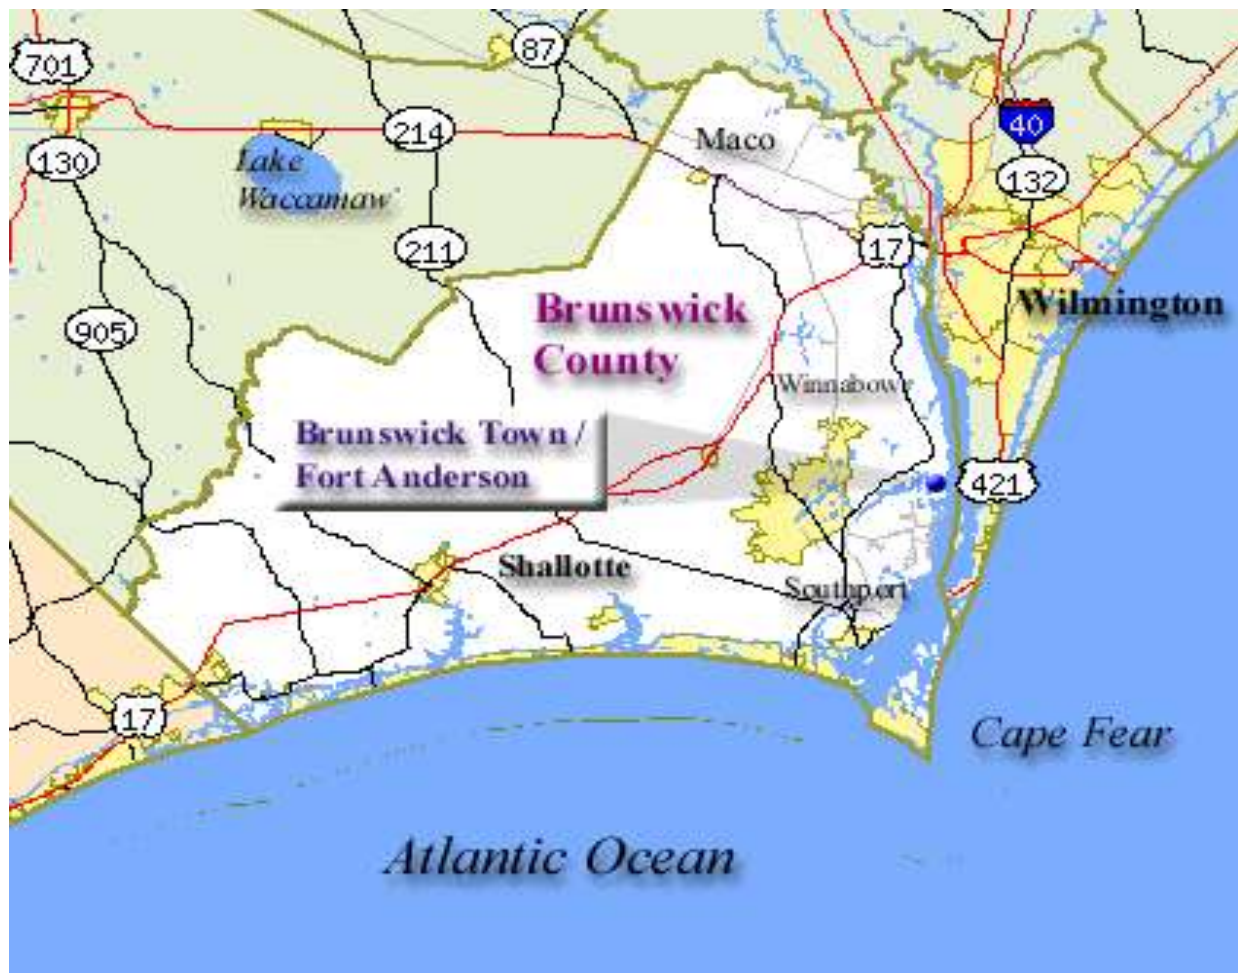 87
701
40
214
Maco
130
Lake
Waccamaw
132
211
17
Brunswick
County
Wilmington
905
Winnabow
Brunswick Town /
Fort Anderson
421
Shallotte
Southport
17
Cape Fear
Atlantic Ocean